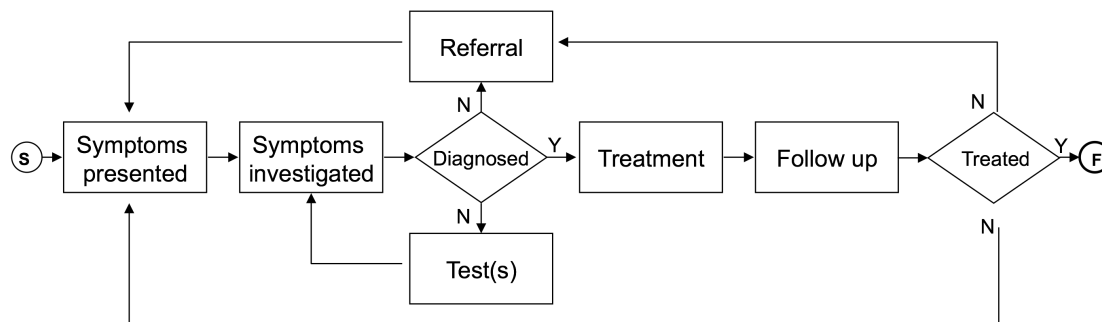 Referral
N
N
S
Symptoms
presented
Symptoms
investigated
Diagnosed
Y
Treatment
Follow up
Treated
Y
F
N
N
Test(s)